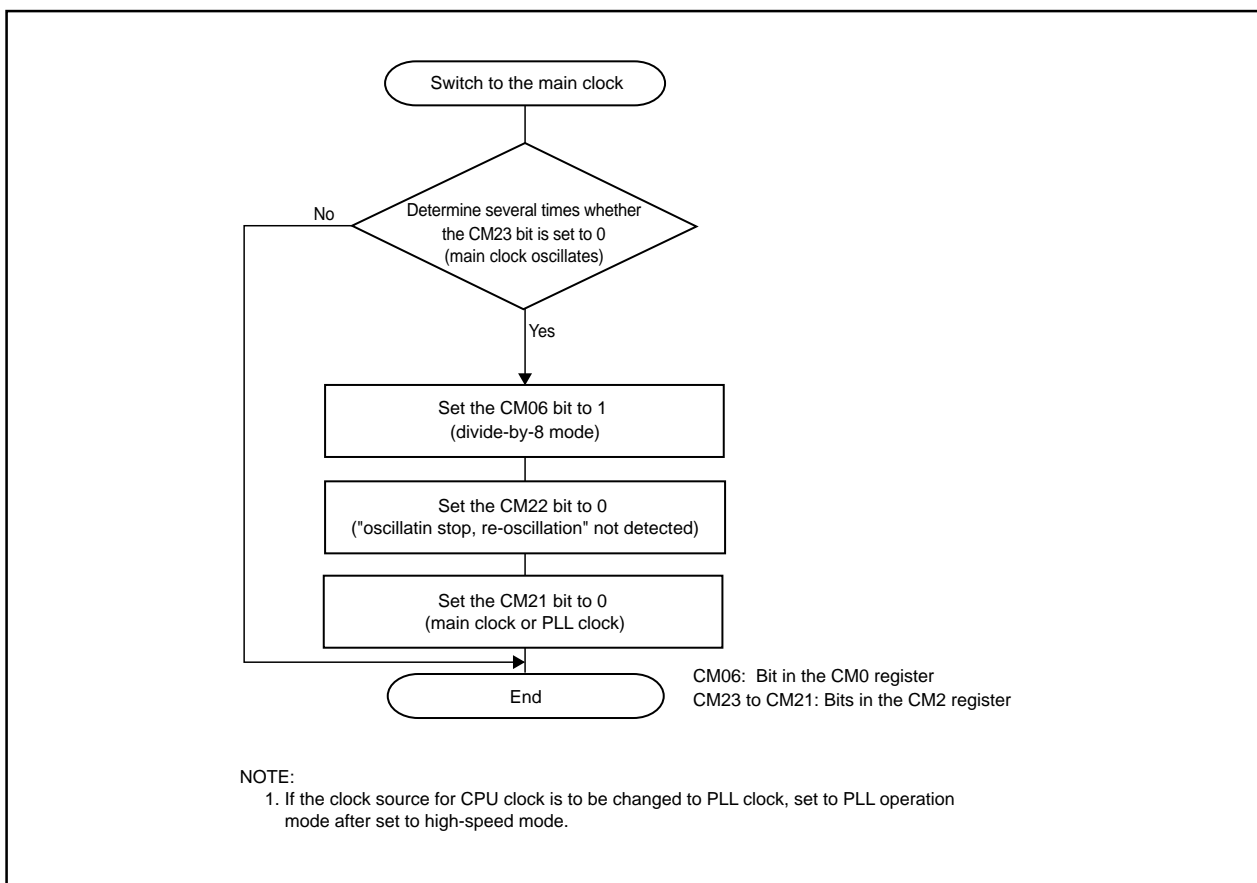 Switch to the main clock
Determine several times whether
the CM23 bit is set to 0
(main clock oscillates)
No
Yes
Set the CM06 bit to 1
(divide-by-8 mode)
Set the CM22 bit to 0
("oscillatin stop, re-oscillation" not detected)
Set the CM21 bit to 0
(main clock or PLL clock)
End
CM06:  Bit in the CM0 register
CM23 to CM21: Bits in the CM2 register
NOTE:
1. If the clock source for CPU clock is to be changed to PLL clock, set to PLL operation
mode after set to high-speed mode.